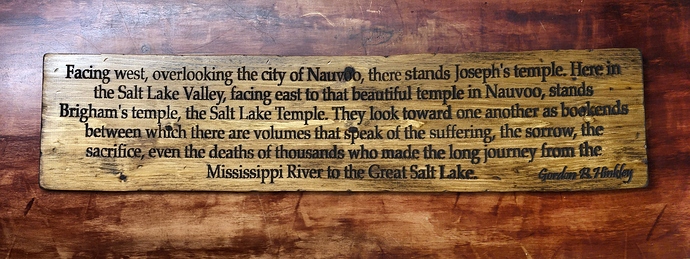 Facing west, overlooking the city of Nauvoo, there stands Joseph's temple. Here in
the Salt Lake Valley, facing east to that beautiful temple in Nauvoo, stands
Brigham's temple, the Salt Lake Temple. They look toward one another as bookends
between which there are volumes that speak of the suffering, the sorrow, the
sacrifice, even the deaths of thousands who made the long journey from the
Mississippi River to the Great Salt Lake.
Gordon B. Hinkley